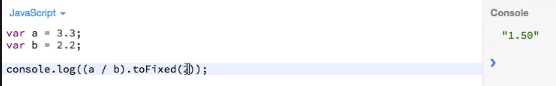 JavaScript
Console
var a = 3.3;
var b = 2.2;
console.log((a / b).toFixed(2));
"1.50"